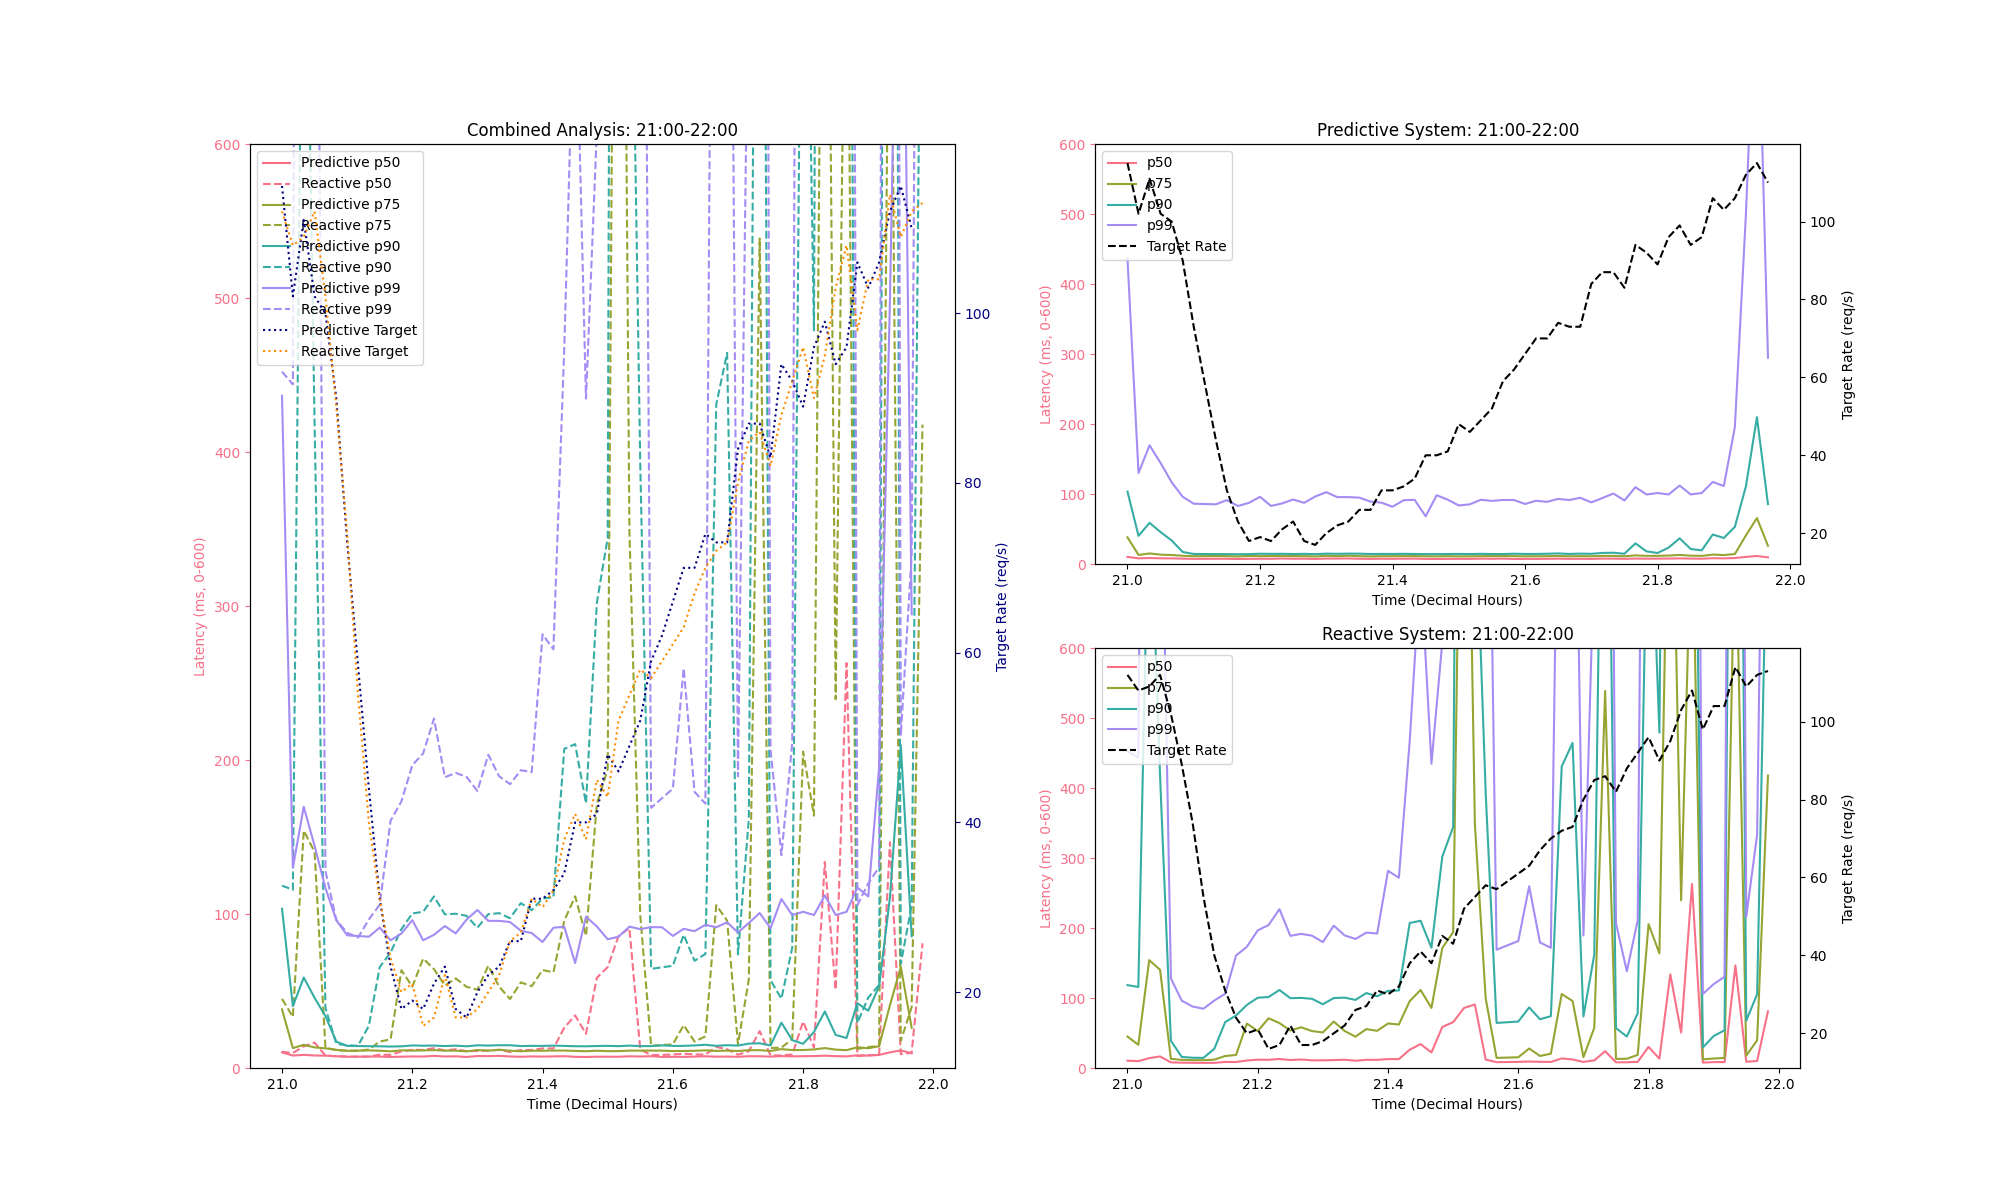 Combined Analysis: 21:00-22:00
Latency (ms, 0-600)
600
500
400
300
200
100
0
Predictive p50
Reactive p50
Predictive p75
Reactive p75
Predictive p90
Reactive p90
Predictive p99
Reactive p99
Predictive Target
Reactive Target
100
80
60
40
20
Target Rate (req/s)
21.0 21.2 21.4 21.6 21.8 22.0
Time (Decimal Hours)
Predictive System: 21:00-22:00
Latency (ms, 0-600)
600
500
400
300
200
100
0
p50
p75
p90
p99
Target Rate
100
80
60
40
20
Target Rate (req/s)
21.0 21.2 21.4 21.6 21.8 22.0
Time (Decimal Hours)
Reactive System: 21:00-22:00
Latency (ms, 0-600)
600
500
400
300
200
100
0
p50
p75
p90
p99
Target Rate
100
80
60
40
20
Target Rate (req/s)
21.0 21.2 21.4 21.6 21.8 22.0
Time (Decimal Hours)